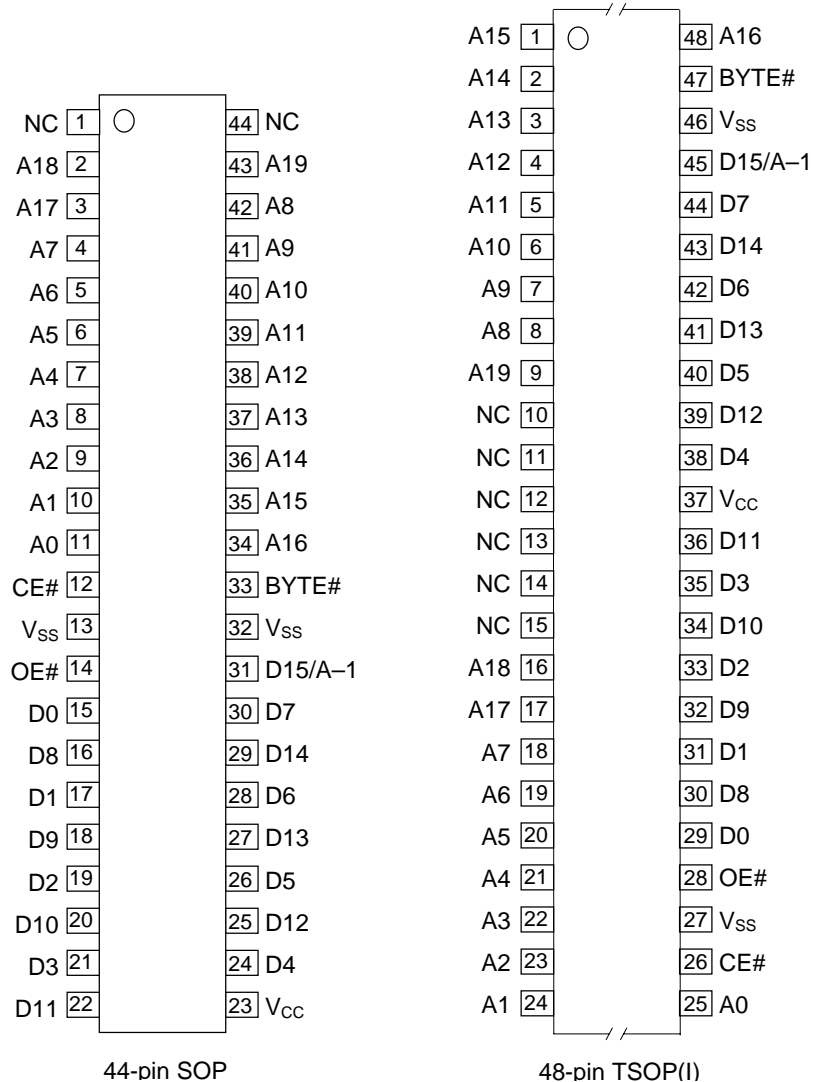 NC 1 44 NC
A18 2 43 A19
A17 3 42 A8
A7 4 41 A9
A6 5 40 A10
A5 6 39 A11
A4 7 38 A12
A3 8 37 A13
A2 9 36 A14
A1 10 35 A15
A0 11 34 A16
CE# 12 33 BYTE#
VSS 13 32 VSS
OE# 14 31 D15/A–1
D0 15 30 D7
D8 16 29 D14
D1 17 28 D6
D9 18 27 D13
D2 19 26 D5
D10 20 25 D12
D3 21 24 D4
D11 22 23 VCC
44-pin SOP
A15 1 48 A16
A14 2 47 BYTE#
A13 3 46 VSS
A12 4 45 D15/A–1
A11 5 44 D7
A10 6 43 D14
A9 7 42 D6
A8 8 41 D13
A19 9 40 D5
NC 10 39 D12
NC 11 38 D4
NC 12 37 VCC
NC 13 36 D11
NC 14 35 D3
NC 15 34 D10
A18 16 33 D2
A17 17 32 D9
A7 18 31 D1
A6 19 30 D8
A5 20 29 D0
A4 21 28 OE#
A3 22 27 VSS
A2 23 26 CE#
A1 24 25 A0
48-pin TSOP(I)